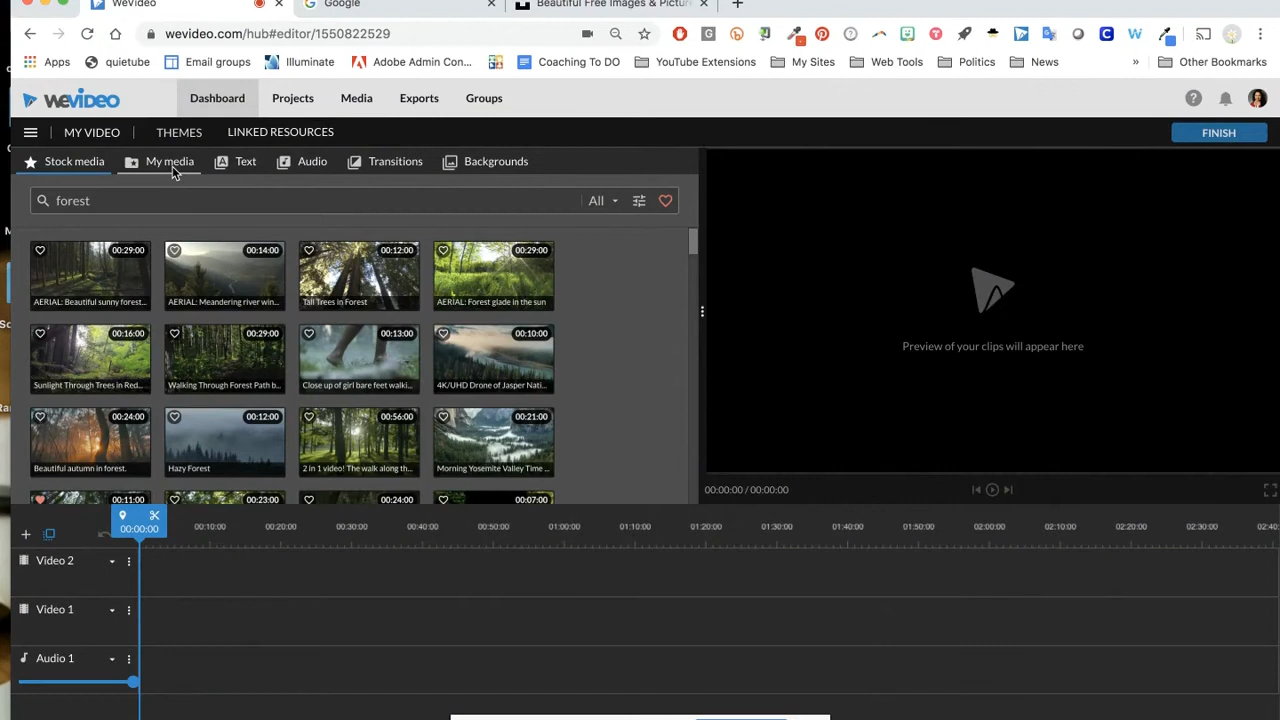 WeVideo
Google
Beautiful Free Images & Pictur
wevideo.com/hub#editor/1550822529
Apps
quietube
Email groups
Illuminate
Adobe Admin Con...
Coaching To DO
YouTube Extensions
My Sites
Web Tools
Politics
News
»
Other Bookmarks
wevideo
Dashboard
Projects
Media
Exports
Groups
MY VIDEO
THEMES
LINKED RESOURCES
FINISH
Stock media
My media
Text
Audio
Transitions
Backgrounds
forest
All
00:29:00
00:14:00
00:12:00
00:29:00
AERIAL: Beautiful sunny forest...
AERIAL: Meandering river win...
Tall Trees in Forest
AERIAL: Forest glade in the sun
00:16:00
00:29:00
00:13:00
00:10:00
Sunlight Through Trees in Red...
Walking Through Forest Path b...
Close up of girl bare feet walki...
4K/UHD Drone of Jasper Nati...
00:24:00
00:12:00
00:56:00
00:21:00
Beautiful autumn in forest.
Hazy Forest
2 in 1 video! The walk along th...
Morning Yosemite Valley Time ...
00:11:00
00:23:00
00:24:00
00:07:00
Preview of your clips will appear here
00:00:00 / 00:00:00
00:00:00
00:10:00
00:20:00
00:30:00
00:40:00
00:50:00
01:00:00
01:10:00
01:20:00
01:30:00
01:40:00
01:50:00
02:00:00
02:10:00
02:20:00
02:30:00
02:40
Video 2
Video 1
Audio 1